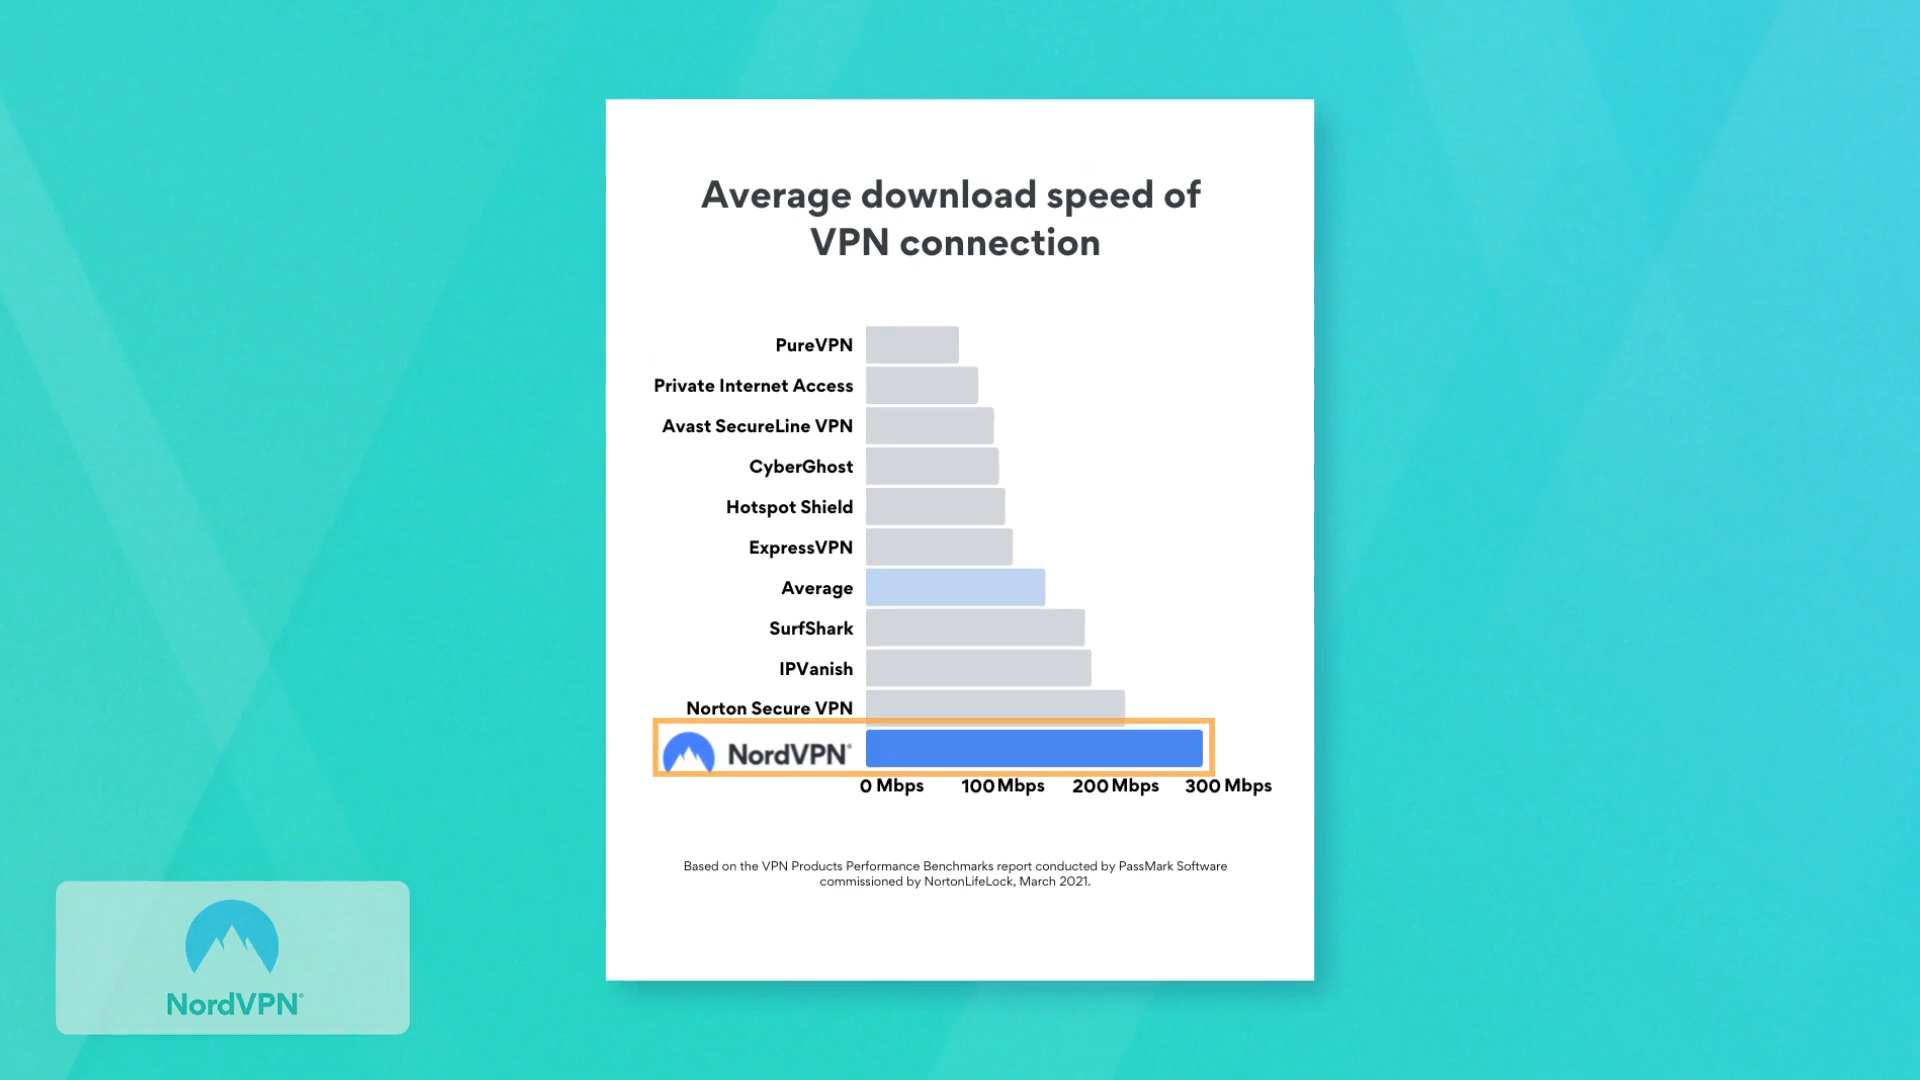 Average download speed of
VPN connection
PureVPN
Private Internet Access
Avast SecureLine VPN
CyberGhost
Hotspot Shield
ExpressVPN
Average
SurfShark
IPVanish
Norton Secure VPN
NordVPN®
0 Mbps 100 Mbps 200 Mbps 300 Mbps
Based on the VPN Products Performance Benchmarks report conducted by PassMark Software
commissioned by NortonLifeLock, March 2021.
NordVPN®